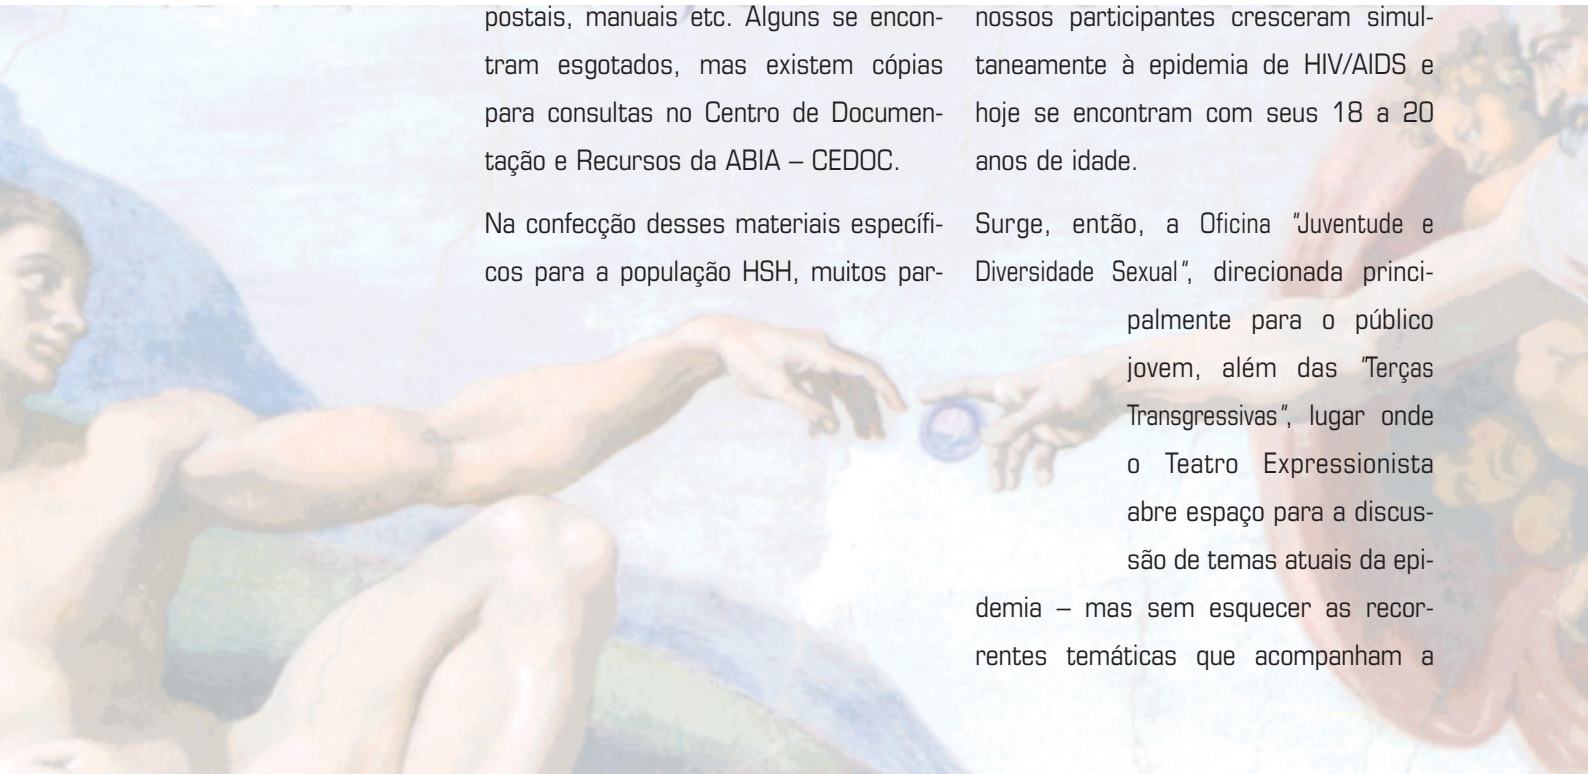 postais, manuais etc. Alguns se encon-
tram esgotados, mas existem cópias
para consultas no Centro de Documen-
tação e Recursos da ABIA – CEDOC.
Na confecção desses materiais específi-
cos para a população HSH, muitos par-
nossos participantes cresceram simul-
taneamente à epidemia de HIV/AIDS e
hoje se encontram com seus 18 a 20
anos de idade.
Surge, então, a Oficina "Juventude e
Diversidade Sexual", direcionada princi-
palmente para o público
jovem, além das "Terças
Transgressivas", lugar onde
o Teatro Expressionista
abre espaço para a discus-
são de temas atuais da epi-
demia – mas sem esquecer as recor-
rentes temáticas que acompanham a